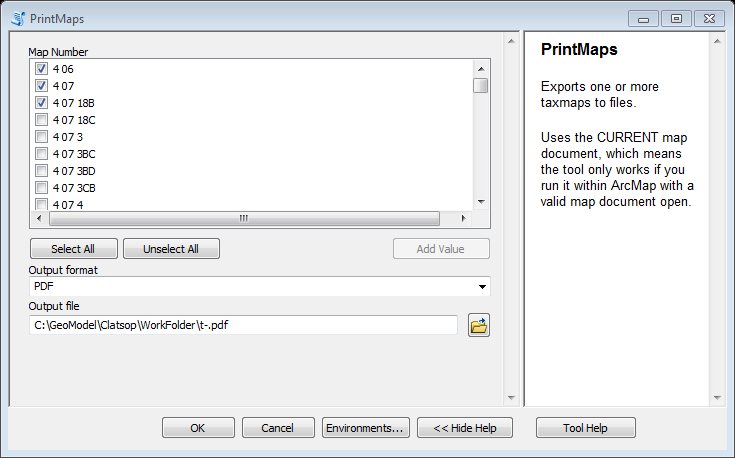 PrintMaps
Map Number
4 06
4 07
4 07 18B
4 07 18C
4 07 3
4 07 3BC
4 07 3BD
4 07 3CB
4 07 4
Select All
Unselect All
Add Value
Output format
PDF
Output file
C:\GeoModel\Clatsop\WorkFolder\t-.pdf
OK
Cancel
Environments...
<< Hide Help
Tool Help
PrintMaps
Exports one or more
taxmaps to files.
Uses the CURRENT map
document, which means
the tool only works if you
run it within ArcMap with a
valid map document open.